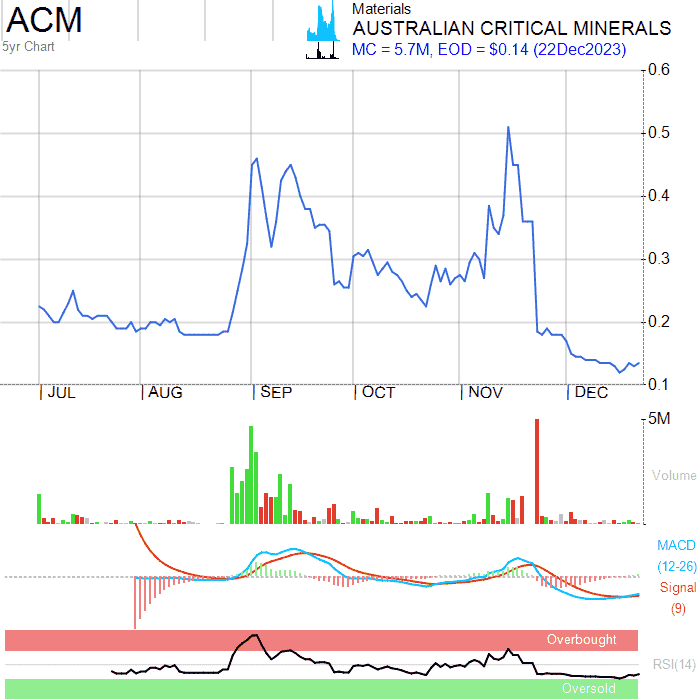 ACM
5yr Chart
Materials
AUSTRALIAN CRITICAL MINERALS
MC = 5.7M, EOD = $0.14 (22Dec2023)
0.6
0.5
0.4
0.3
0.2
0.1
JUL AUG SEP OCT NOV DEC
5M
Volume
MACD
(12-26)
Signal
(9)
Overbought
RSI(14)
Oversold